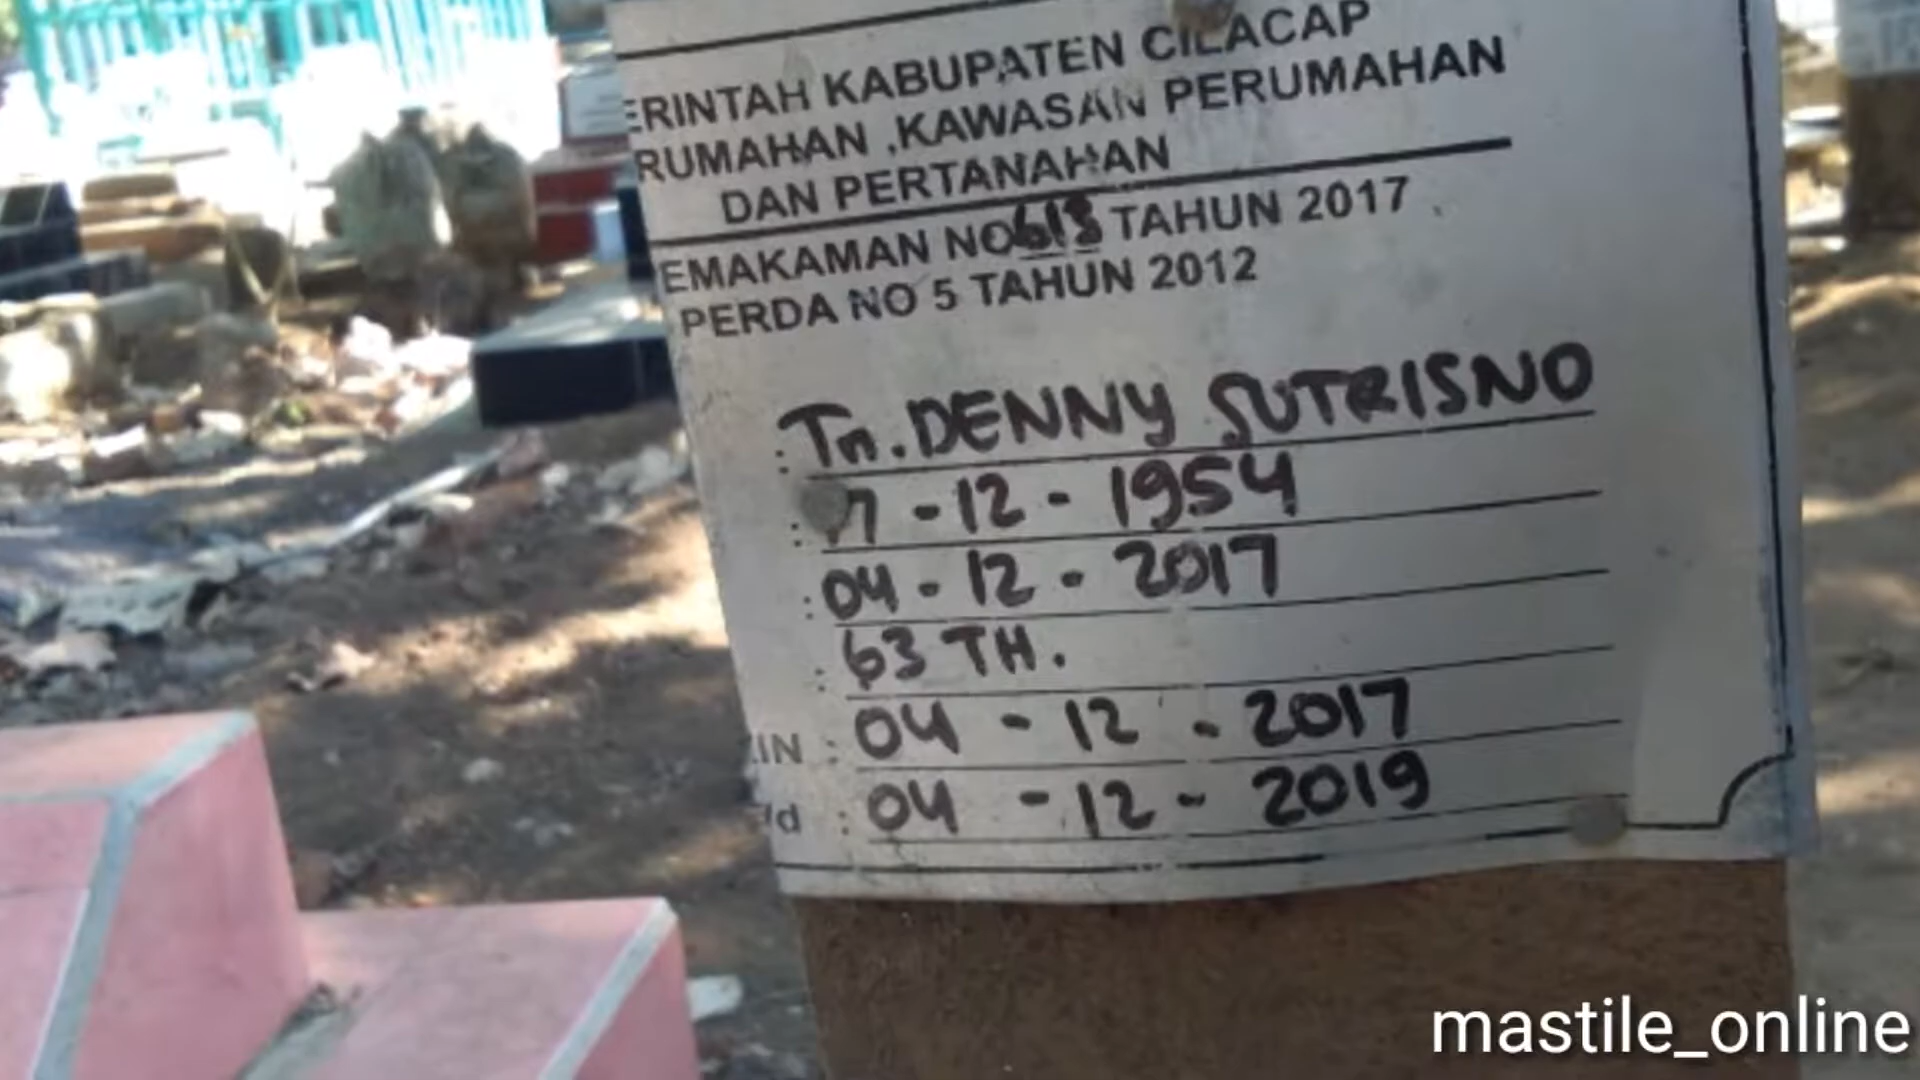 ERINTAH KABUPATEN CILACAP
RUMAHAN ,KAWASAN PERUMAHAN
DAN PERTANAHAN
EMAKAMAN NO 618 TAHUN 2017
PERDA NO 5 TAHUN 2012
: Tn. DENNY SUTRISNO
: 17 - 12 - 1954
: 04 - 12 - 2017
: 63 TH.
ZIN : 04 - 12 - 2017
/d : 04 - 12 - 2019
mastile_online